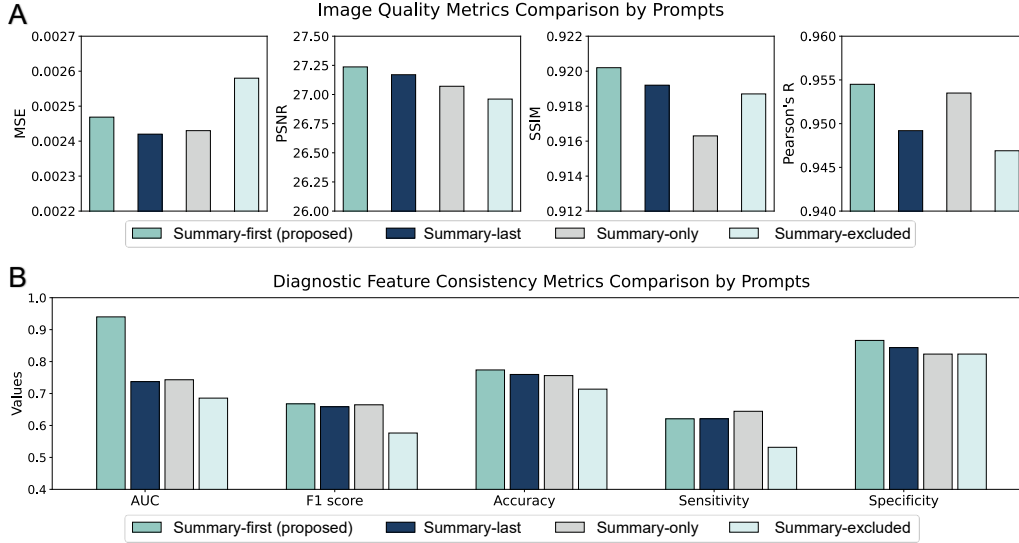 A
Image Quality Metrics Comparison by Prompts
0.0027
0.0026
0.0025
0.0024
0.0023
0.0022
MSE
27.50
27.25
27.00
26.75
26.50
26.25
26.00
PSNR
0.922
0.920
0.918
0.916
0.914
0.912
SSIM
0.960
0.955
0.950
0.945
0.940
Pearson's R
Summary-first (proposed) Summary-last Summary-only Summary-excluded
B
Diagnostic Feature Consistency Metrics Comparison by Prompts
1.0
0.9
0.8
0.7
0.6
0.5
0.4
Values
AUC F1 score Accuracy Sensitivity Specificity
Summary-first (proposed) Summary-last Summary-only Summary-excluded